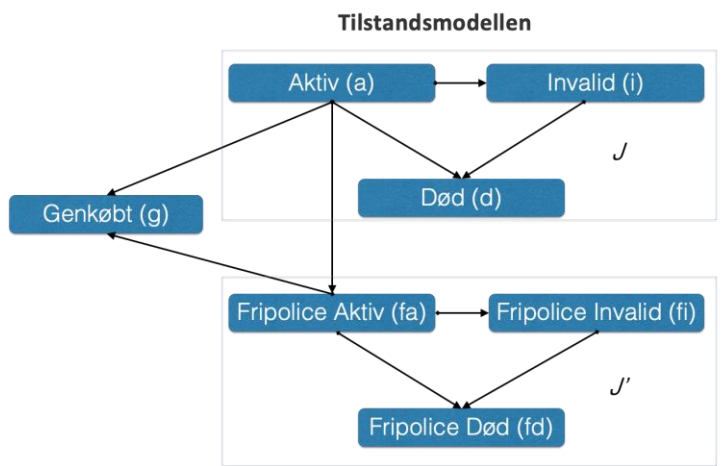 Tilstandsmodellen
Aktiv (a)
Invalid (i)
J
Død (d)
Genkøbt (g)
Fripolice Aktiv (fa)
Fripolice Invalid (fi)
J'
Fripolice Død (fd)